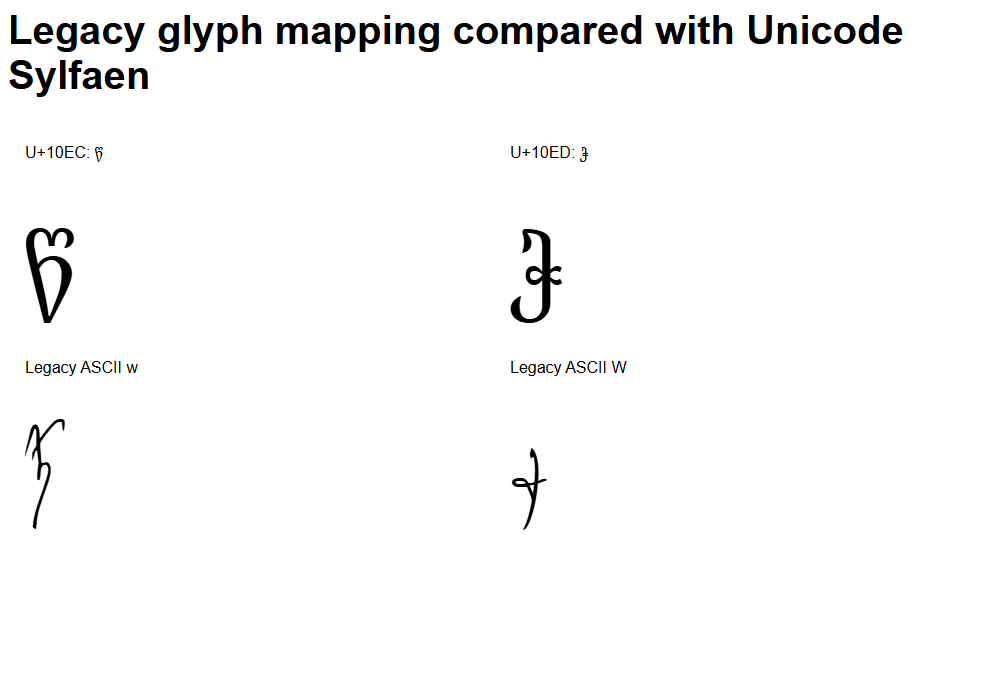 Legacy glyph mapping compared with Unicode
Sylfaen
U+10EC: წ
U+10ED: ჭ
წ
ჭ
Legacy ASCII w
Legacy ASCII W
წ
ჭ